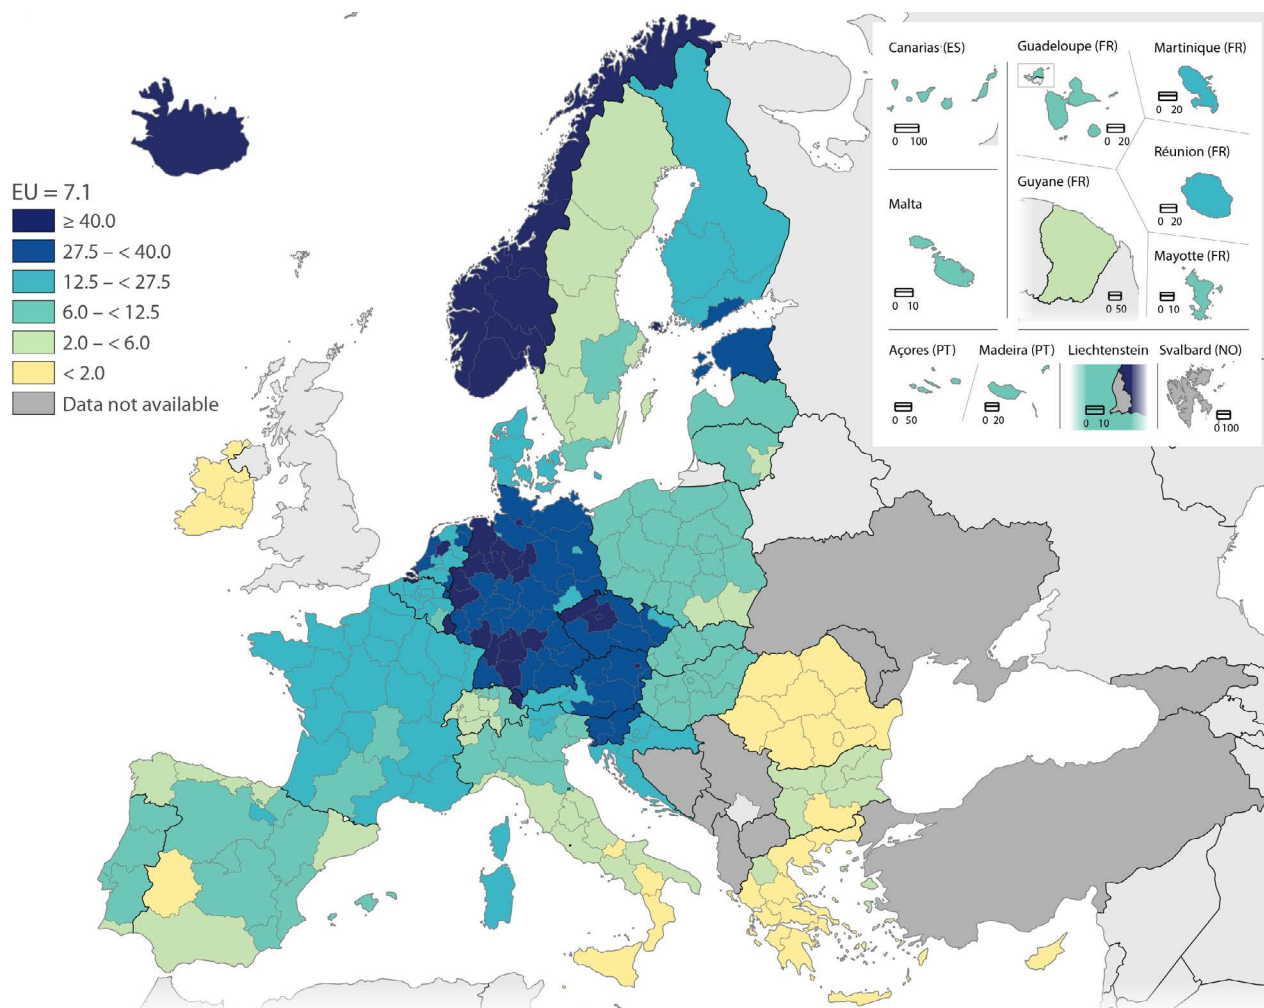 EU = 7.1
≥ 40.0
27.5 – < 40.0
12.5 – < 27.5
6.0 – < 12.5
2.0 – < 6.0
< 2.0
Data not available
Canarias (ES)
0 100
Guadeloupe (FR)
0 20
Martinique (FR)
0 20
Malta
0 10
Guyane (FR)
0 50
Réunion (FR)
0 20
Mayotte (FR)
0 10
Açores (PT)
0 50
Madeira (PT)
0 20
Liechtenstein
0 10
Svalbard (NO)
0 100